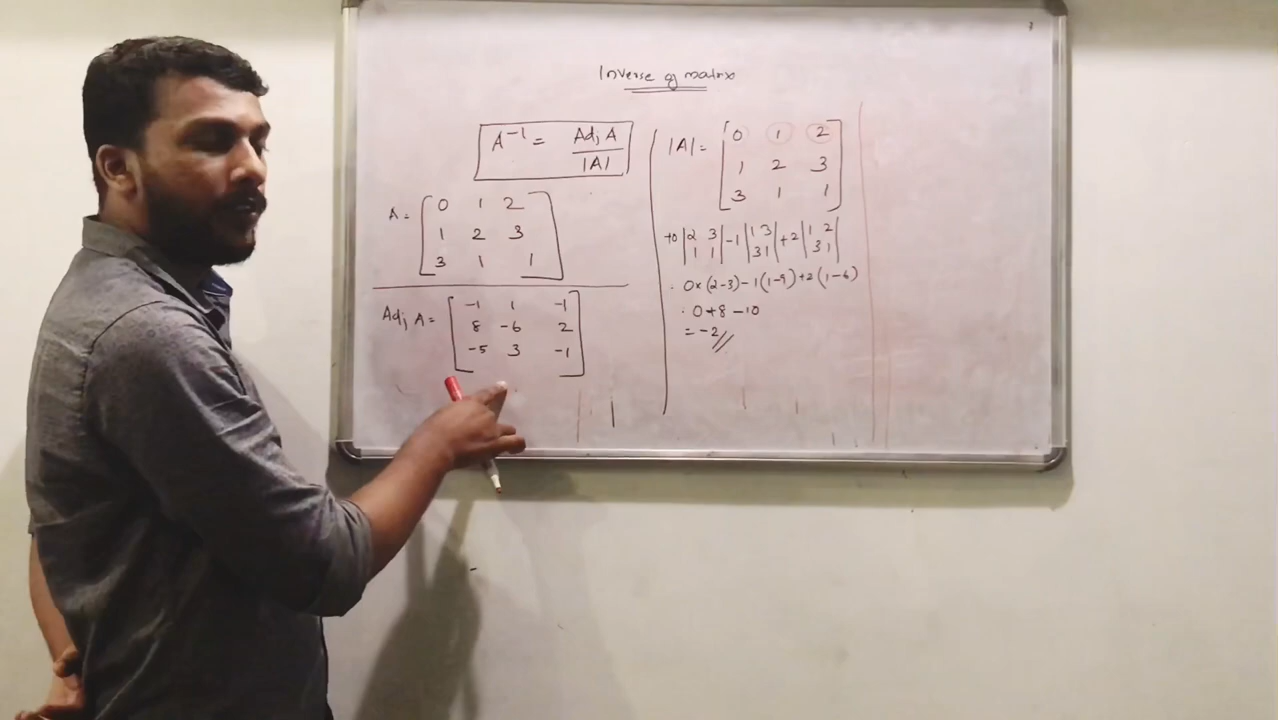 Inverse of matrix
A⁻¹ = Adj A / |A|
A = [0 1 2
1 2 3
3 1 1]
Adj A = [-1 1 -1
8 -6 2
-5 3 -1]
|A| = [0 1 2
1 2 3
3 1 1]
+0 |2 3 1 1| -1 |1 3 3 1| +2 |1 2 3 1|
0×(2-3)-1(1-9)+2(1-6)
0+8-10
= -2//